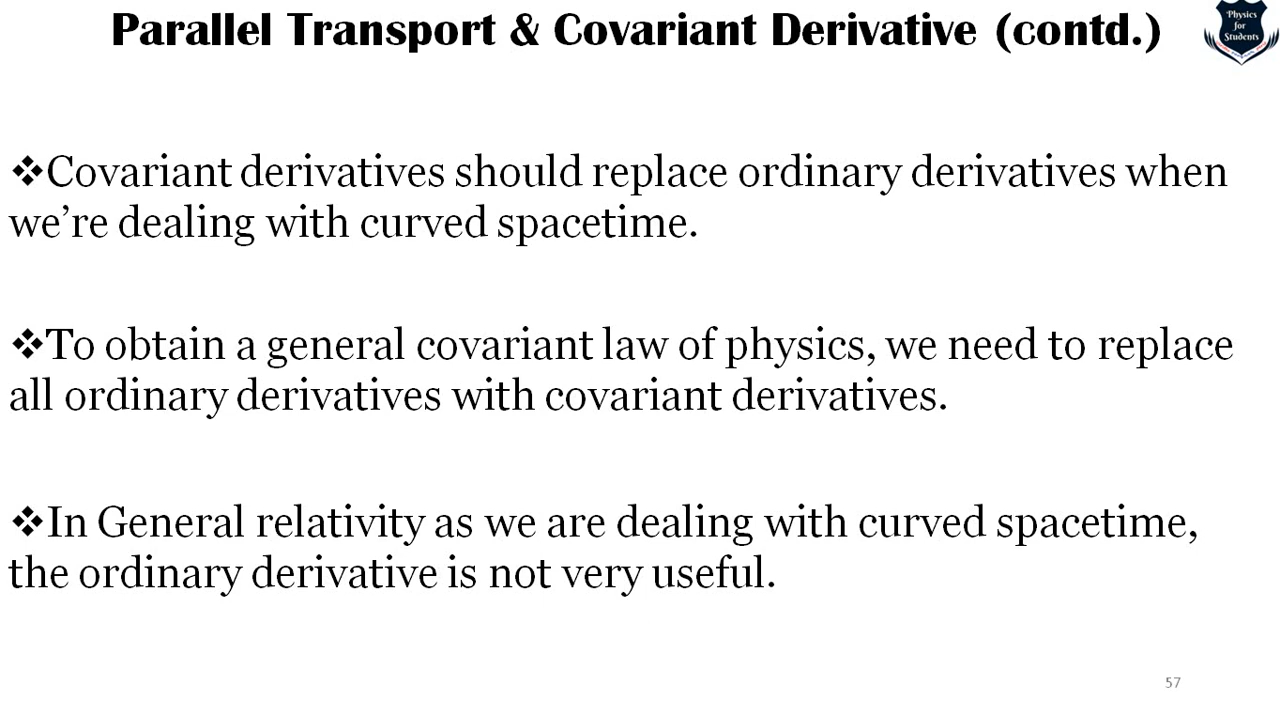 Parallel Transport & Covariant Derivative (contd.)
Physics
for
Students
❖Covariant derivatives should replace ordinary derivatives when
we’re dealing with curved spacetime.
❖To obtain a general covariant law of physics, we need to replace
all ordinary derivatives with covariant derivatives.
❖In General relativity as we are dealing with curved spacetime,
the ordinary derivative is not very useful.
57